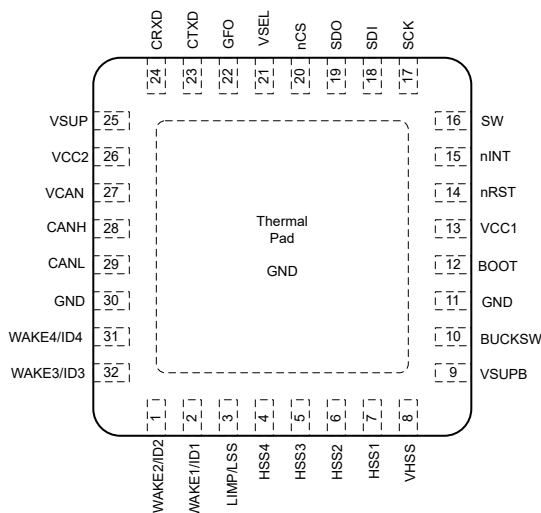 CRXD
CTXD
GFO
VSEL
nCS
SDO
SDI
SCK
24
23
22
21
20
19
18
17
VSUP 25
VCC2 26
VCAN 27
CANH 28
CANL 29
GND 30
WAKE4/ID4 31
WAKE3/ID3 32
Thermal
Pad
GND
16 SW
15 nINT
14 nRST
13 VCC1
12 BOOT
11 GND
10 BUCKSW
9 VSUPB
1
2
3
4
5
6
7
8
WAKE2/ID2
WAKE1/ID1
LIMP/LSS
HSS4
HSS3
HSS2
HSS1
VHSS